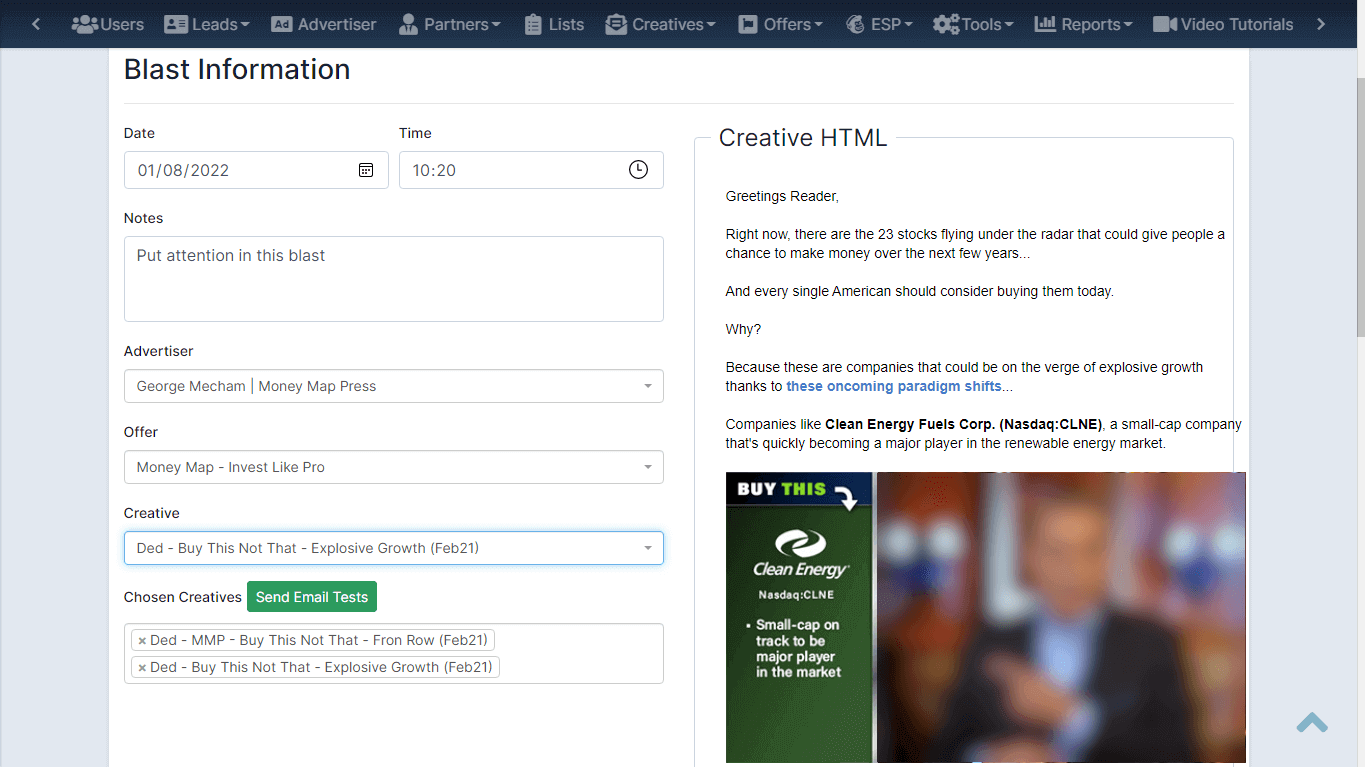 Users Leads Advertiser Partners Lists Creatives Offers ESP Tools Reports Video Tutorials
Blast Information
Date
Time
01/08/2022
10:20
Notes
Put attention in this blast
Advertiser
George Mecham | Money Map Press
Offer
Money Map - Invest Like Pro
Creative
Ded - Buy This Not That - Explosive Growth (Feb21)
Chosen Creatives Send Email Tests
× Ded - MMP - Buy This Not That - Fron Row (Feb21)
× Ded - Buy This Not That - Explosive Growth (Feb21)
Creative HTML
Greetings Reader,
Right now, there are the 23 stocks flying under the radar that could give people a
chance to make money over the next few years...
And every single American should consider buying them today.
Why?
Because these are companies that could be on the verge of explosive growth
thanks to these oncoming paradigm shifts...
Companies like Clean Energy Fuels Corp. (Nasdaq:CLNE), a small-cap company
that's quickly becoming a major player in the renewable energy market.
BUY THIS
Clean Energy
Nasdaq:CLNE
• Small-cap on
track to be
major player
in the market